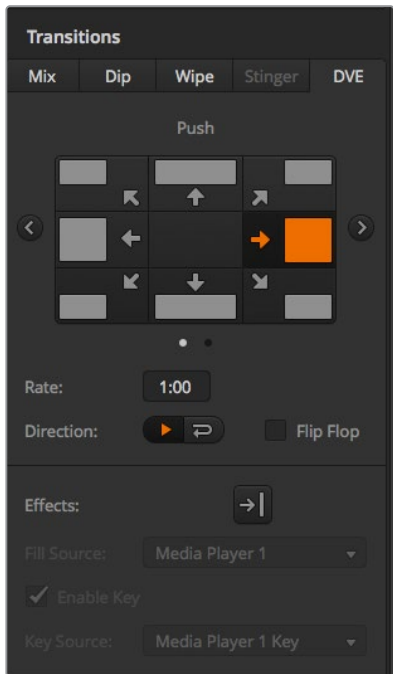 Transitions
Mix Dip Wipe Stinger DVE
Push
Rate: 1:00
Direction: Flip Flop
Effects:
Fill Source: Media Player 1
Enable Key
Key Source: Media Player 1 Key